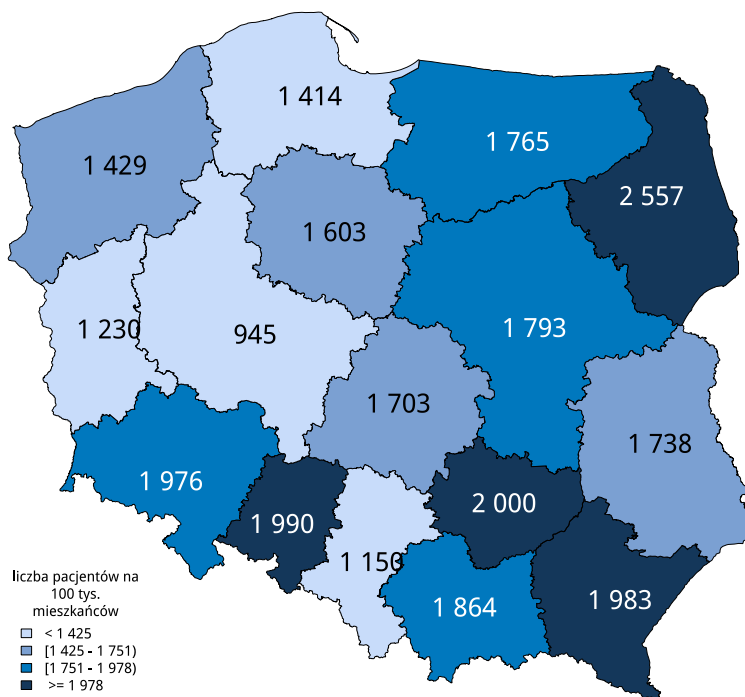 1 414
1 765
1 429
2 557
1 603
1 230
945
1 793
1 703
1 738
1 976
2 000
1 990
1 150
1 983
1 864
liczba pacjentów na
100 tys.
mieszkańców
< 1 425
[1 425 - 1 751)
[1 751 - 1 978)
>= 1 978